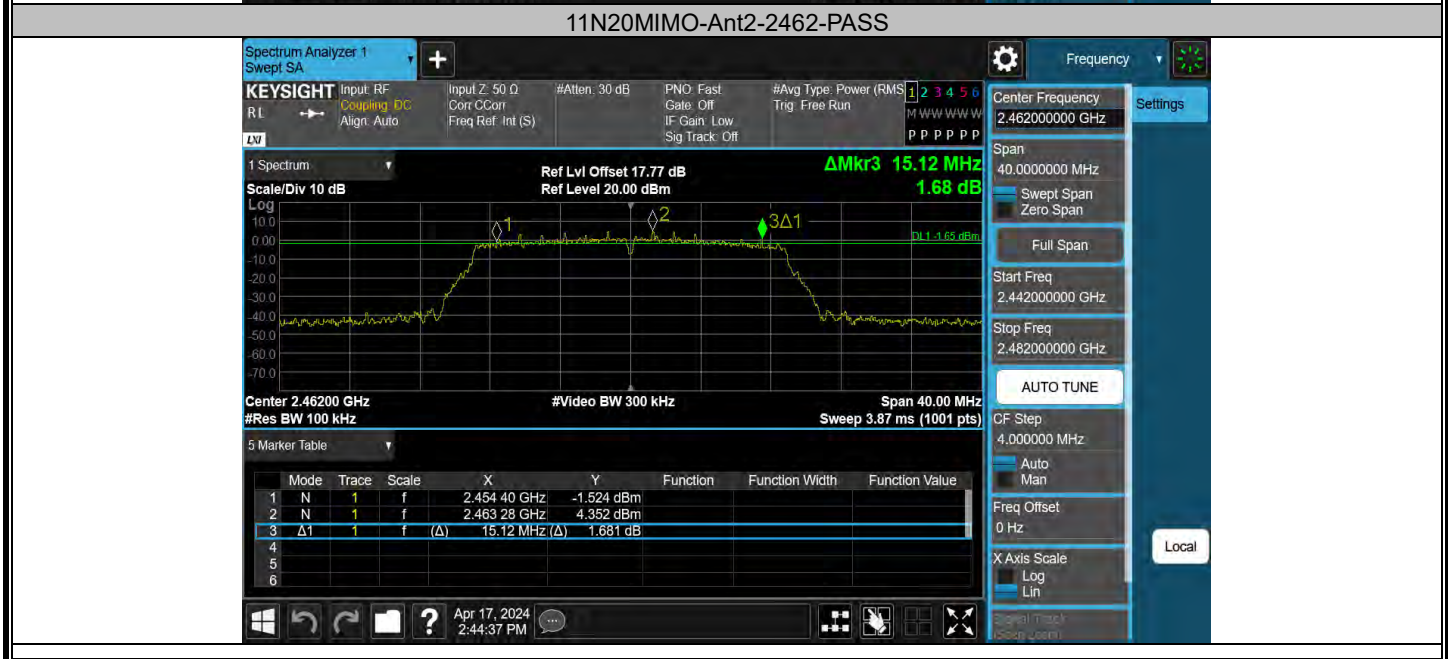 11N20MIMO-Ant2-2462-PASS
Spectrum Analyzer 1
Swept SA
+
Frequency
KEYSIGHT
RL
LXI
Input: RF
Coupling: DC
Align: Auto
Input Z: 50 Ω
Corr CCorr
Freq Ref: Int (S)
#Atten: 30 dB
PNO: Fast
Gate: Off
IF Gain: Low
Sig Track: Off
#Avg Type: Power (RMS
Trig: Free Run
1 2 3 4 5 6
M W W W W W
P P P P P P
Center Frequency
2.462000000 GHz
Settings
1 Spectrum
Ref Lvl Offset 17.77 dB
ΔMkr3 15.12 MHz
Scale/Div 10 dB
Ref Level 20.00 dBm
1.68 dB
Log
10.0
0.00
-10.0
-20.0
-30.0
-40.0
-50.0
-60.0
-70.0
1
2
3Δ1
DL1 -1.65 dBm
Center 2.46200 GHz
#Video BW 300 kHz
Span 40.00 MHz
#Res BW 100 kHz
Sweep 3.87 ms (1001 pts)
Span
40.0000000 MHz
Swept Span
Zero Span
Full Span
Start Freq
2.442000000 GHz
Stop Freq
2.482000000 GHz
AUTO TUNE
CF Step
4.000000 MHz
Auto
Man
Freq Offset
0 Hz
X Axis Scale
Log
Lin
Signal Track
(Span Zoom)
Local
5 Marker Table
Mode Trace Scale X Y Function Function Width Function Value
1 N 1 f 2.454 40 GHz -1.524 dBm
2 N 1 f 2.463 28 GHz 4.352 dBm
3 Δ1 1 f (Δ) 15.12 MHz (Δ) 1.681 dB
4
5
6
?
Apr 17, 2024
2:44:37 PM